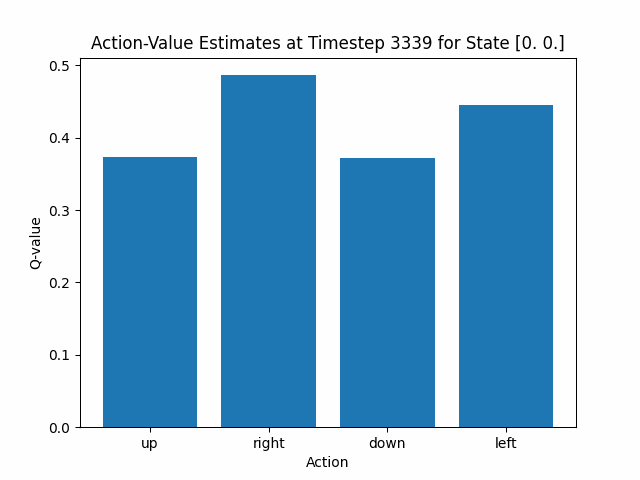 Action-Value Estimates at Timestep 3339 for State [0. 0.]
0.5
0.4
0.3
0.2
0.1
0.0
Q-value
up right down left
Action